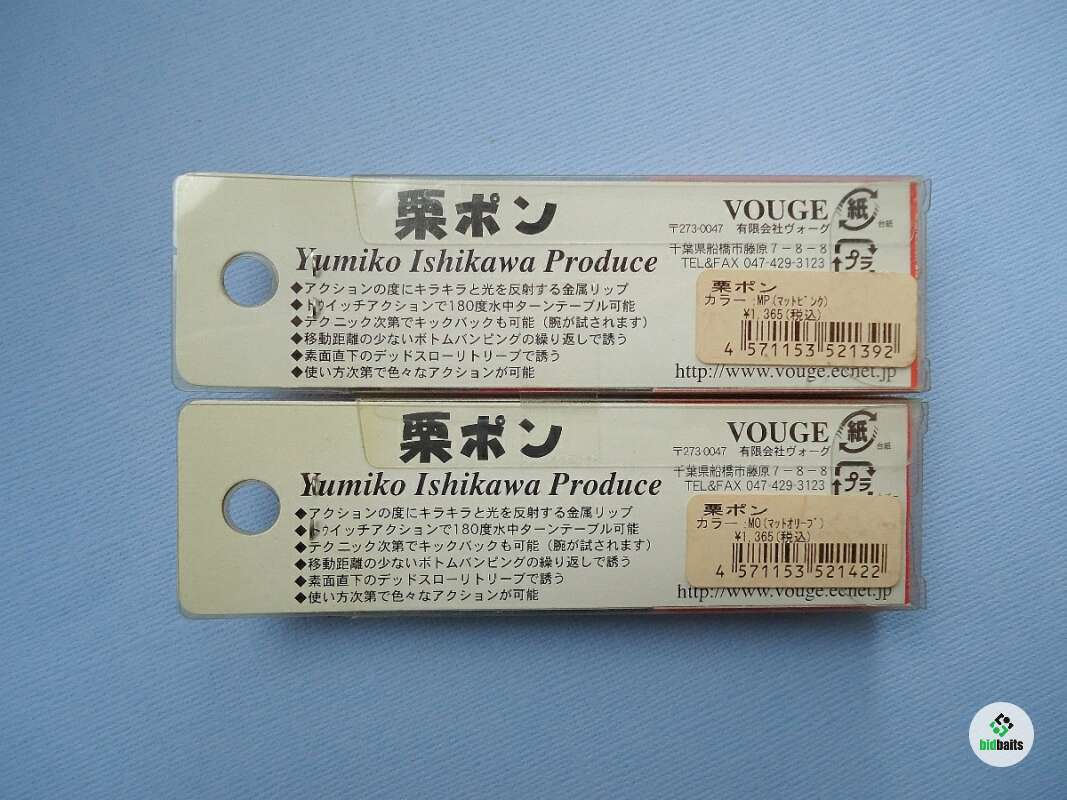 栗ポン
VOUGE
紙
台紙
〒273-0047 有限会社ヴォーグ
千葉県船橋市藤原7-8-8
プラ
TEL&FAX 047-429-3123
Yumiko Ishikawa Produce
◆アクションの度にキラキラと光を反射する金属リップ
◆トゥイッチアクションで180度水中ターンテーブル可能
◆テクニック次第でキックバックも可能（腕が試されます）
◆移動距離の少ないボトムバンピングの繰り返しで誘う
◆素面直下のデッドスローリトリーブで誘う
◆使い方次第で色々なアクションが可能
栗ポン
カラー :MP(マットピンク)
¥1,365(税込)
4 571153 521392
http://www.vouge.ecnet.jp
栗ポン
VOUGE
紙
台紙
〒273-0047 有限会社ヴォーグ
千葉県船橋市藤原7-8-8
プラ
TEL&FAX 047-429-3123
Yumiko Ishikawa Produce
◆アクションの度にキラキラと光を反射する金属リップ
◆トゥイッチアクションで180度水中ターンテーブル可能
◆テクニック次第でキックバックも可能（腕が試されます）
◆移動距離の少ないボトムバンピングの繰り返しで誘う
◆素面直下のデッドスローリトリーブで誘う
◆使い方次第で色々なアクションが可能
栗ポン
カラー :MO(マットオリーブ)
¥1,365(税込)
4 571153 521422
http://www.vouge.ecnet.jp
bidbaits